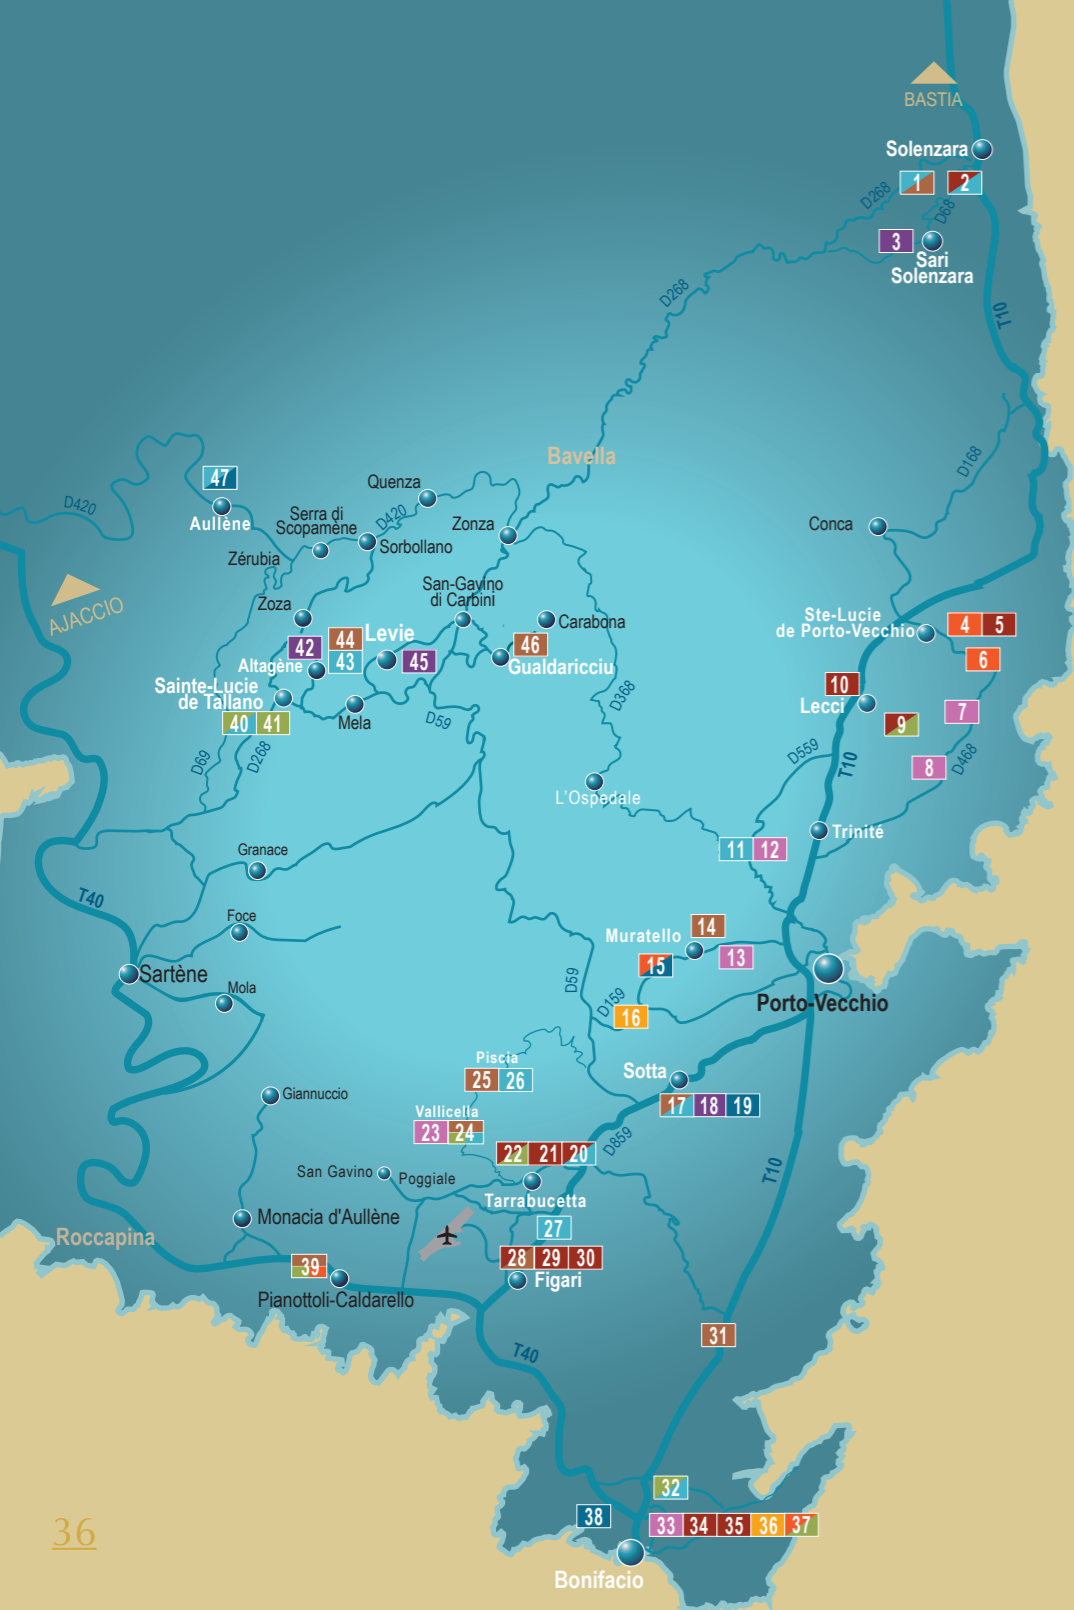 BASTIA
Solenzara
1
2
D268
D68
3
Sari
Solenzara
D268
T10
Bavella
D168
47
Quenza
D420
Aullène
Serra di
Scopamène
D420
Zonza
Conca
Sorbollano
Zérubia
AJACCIO
San-Gavino
di Carbini
Zoza
Carabona
Ste-Lucie
de Porto-Vecchio
4
5
42
44
Levie
46
43
45
6
Altagène
Gualdaricciu
Sainte-Lucie
de Tallano
10
Lecci
D368
40
41
Mela
D59
7
9
D69
D268
D559
T10
8
D468
L'Ospedale
Trinité
11
12
Granace
T40
Foce
14
Muratello
13
15
Sartène
D59
Mola
D159
16
Porto-Vecchio
Piscia
25
26
Sotta
Giannuccio
17
18
19
Vallicella
23
24
D859
22
21
20
San Gavino
Poggiale
T10
Tarrabucetta
Monacia d'Aullène
27
Roccapina
28
29
30
39
Figari
Pianottoli-Caldarello
31
T40
32
38
33
34
35
36
37
36
Bonifacio